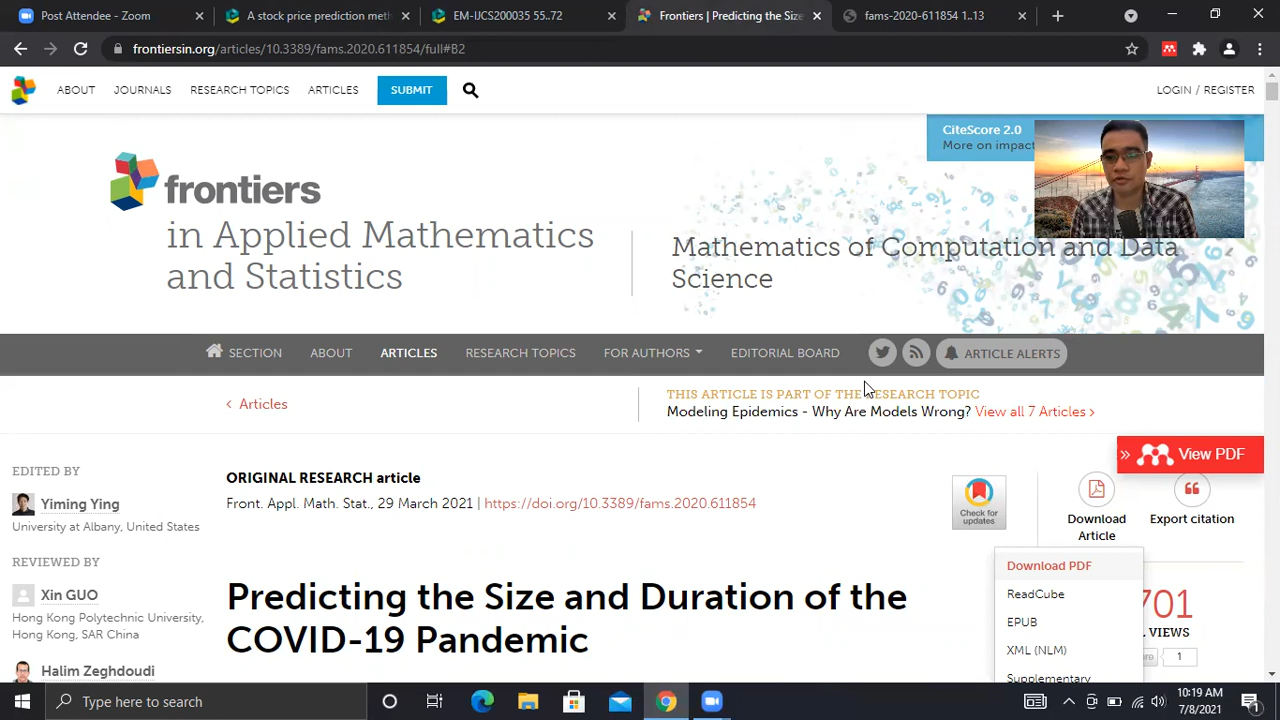 Post Attendee - Zoom
A stock price prediction met
EM-IJCS200035 55..72
Frontiers | Predicting the Size
fams-2020-611854 1..13
frontiersin.org/articles/10.3389/fams.2020.611854/full#B2
ABOUT
JOURNALS
RESEARCH TOPICS
ARTICLES
SUBMIT
LOGIN / REGISTER
CiteScore 2.0
More on impact
frontiers
in Applied Mathematics
and Statistics
Mathematics of Computation and Data
Science
SECTION
ABOUT
ARTICLES
RESEARCH TOPICS
FOR AUTHORS
EDITORIAL BOARD
ARTICLE ALERTS
< Articles
THIS ARTICLE IS PART OF THE RESEARCH TOPIC
Modeling Epidemics - Why Are Models Wrong? View all 7 Articles >
» View PDF
EDITED BY
Yiming Ying
University at Albany, United States
REVIEWED BY
Xin GUO
Hong Kong Polytechnic University,
Hong Kong, SAR China
Halim Zeghdoudi
ORIGINAL RESEARCH article
Front. Appl. Math. Stat., 29 March 2021 | https://doi.org/10.3389/fams.2020.611854
Check for
updates
Predicting the Size and Duration of the
COVID-19 Pandemic
Download
Article
Export citation
Download PDF
ReadCube
EPUB
XML (NLM)
Supplementary
701
VIEWS
1
Type here to search
10:19 AM
7/8/2021
1